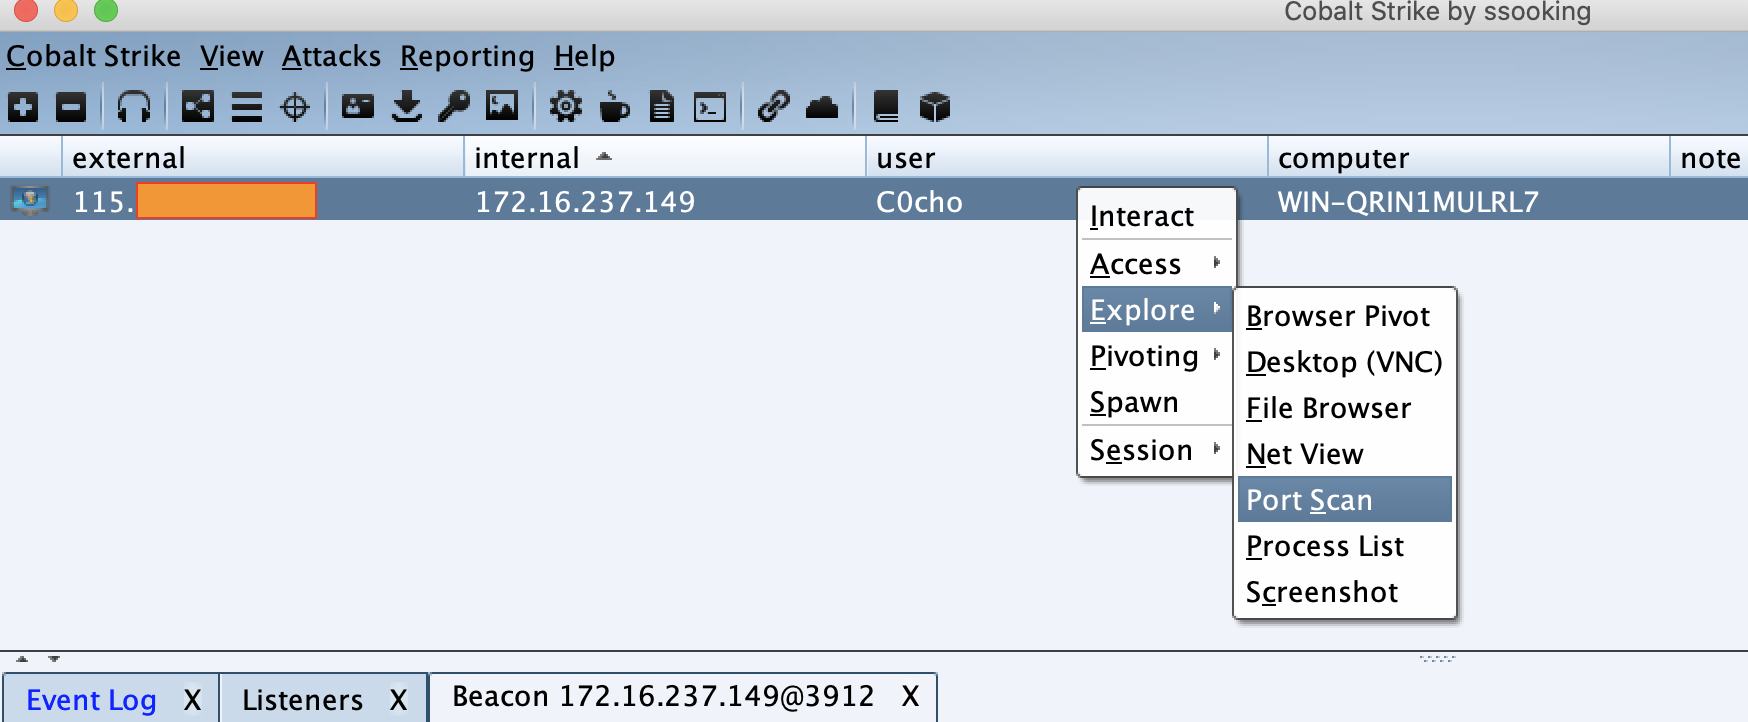 Cobalt Strike by ssooking
Cobalt Strike View Attacks Reporting Help
external internal user computer note
115. 172.16.237.149 C0cho WIN-QRIN1MULRL7
Interact
Access
Explore
Pivoting
Spawn
Session
Browser Pivot
Desktop (VNC)
File Browser
Net View
Port Scan
Process List
Screenshot
Event Log X Listeners X Beacon 172.16.237.149@3912 X